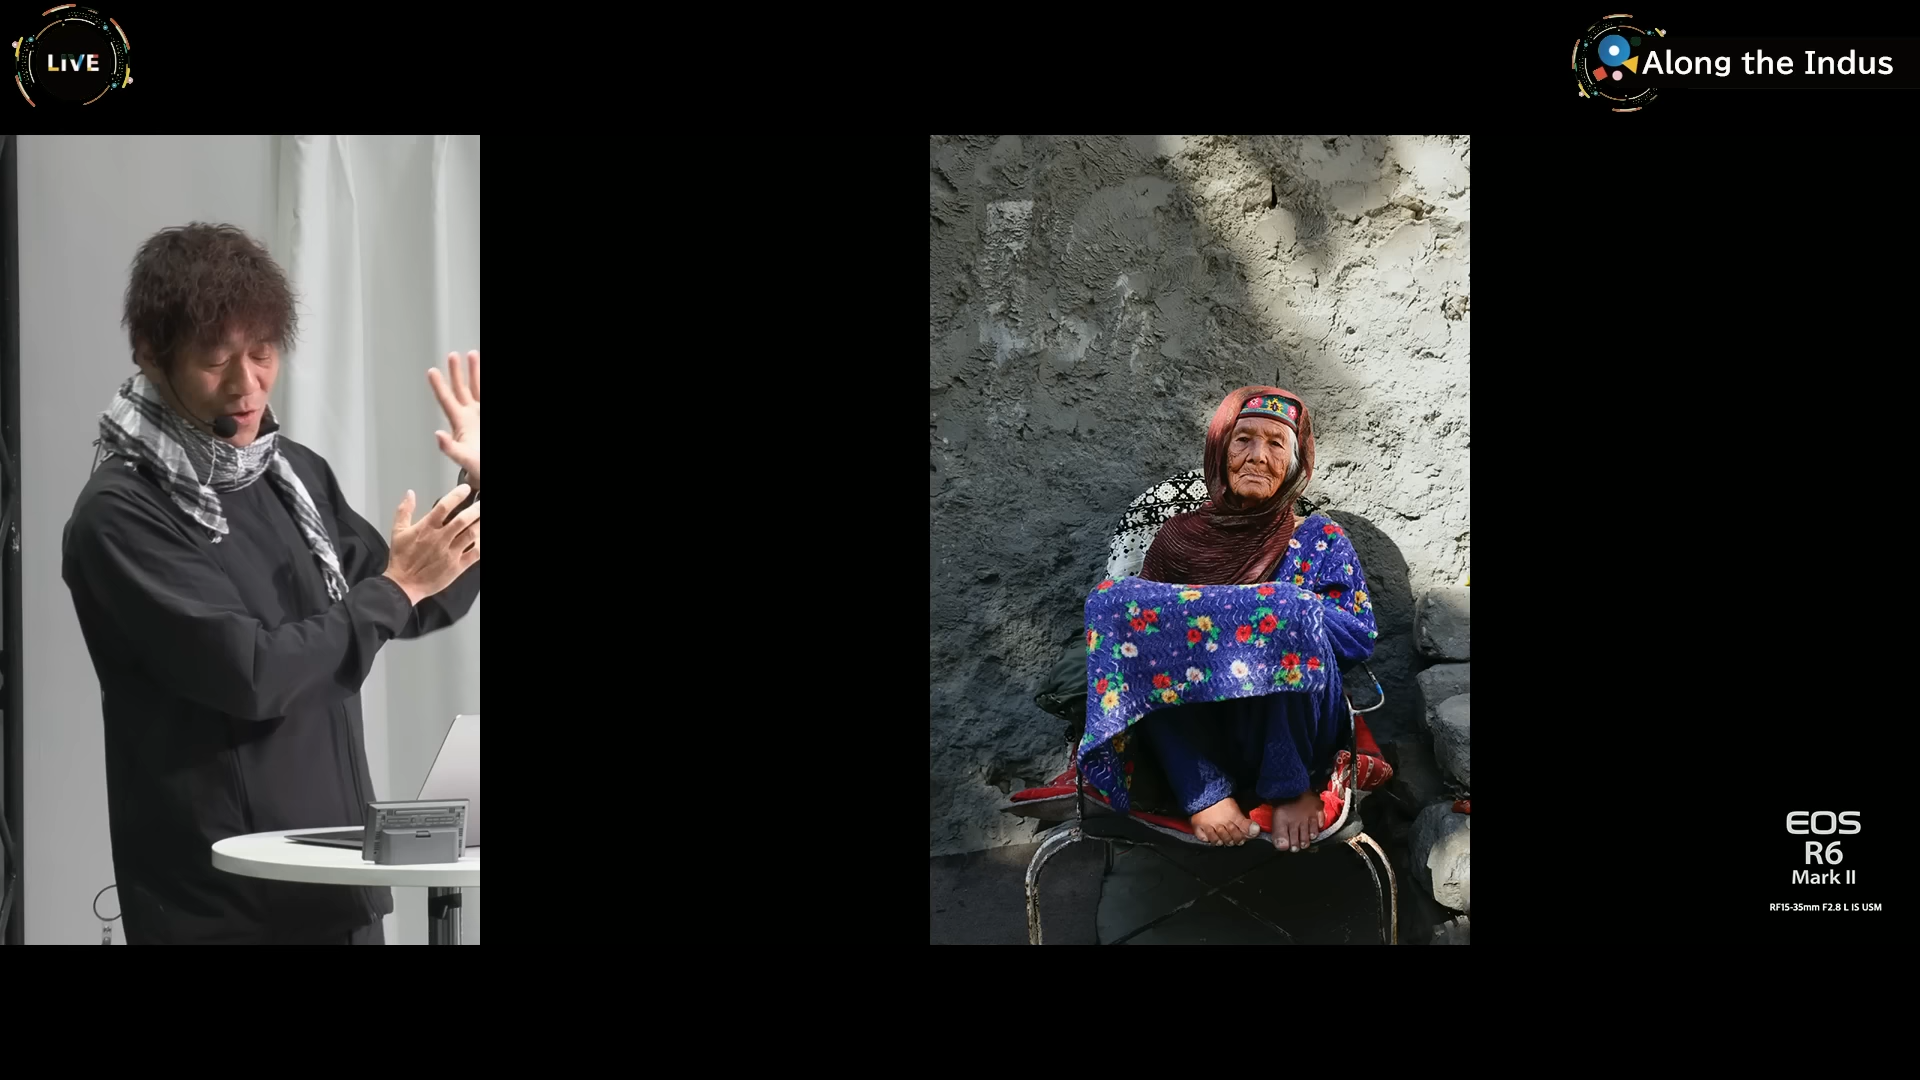 LiVE
Along the Indus
EOS
R6
Mark II
RF15-35mm F2.8 L IS USM